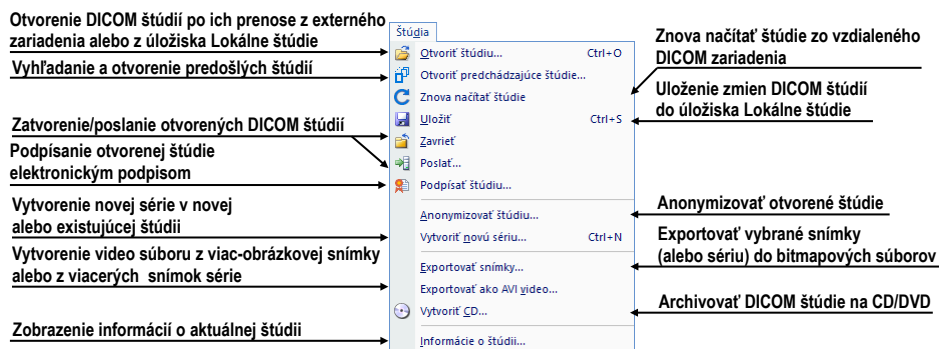 Otvorenie DICOM štúdií po ich prenose z externého
zariadenia alebo z úložiska Lokálne štúdie
Vyhľadanie a otvorenie predošlých štúdií
Zatvorenie/poslanie otvorených DICOM štúdií
Podpísanie otvorenej štúdie
elektronickým podpisom
Vytvorenie novej série v novej
alebo existujúcej štúdii
Vytvorenie video súboru z viac-obrázkovej snímky
alebo z viacerých snímok série
Zobrazenie informácií o aktuálnej štúdii
Štúdia
Otvoriť štúdiu... Ctrl+O
Otvoriť predchádzajúce štúdie...
Znova načítať štúdie
Uložiť Ctrl+S
Zavrieť
Poslať...
Podpísať štúdiu...
Anonymizovať štúdiu...
Vytvoriť novú sériu... Ctrl+N
Exportovať snímky...
Exportovať ako AVI video...
Vytvoriť CD...
Informácie o štúdii...
Znova načítať štúdie zo vzdialeného
DICOM zariadenia
Uloženie zmien DICOM štúdií
do úložiska Lokálne štúdie
Anonymizovať otvorené štúdie
Exportovať vybrané snímky
(alebo sériu) do bitmapových súborov
Archivovať DICOM štúdie na CD/DVD